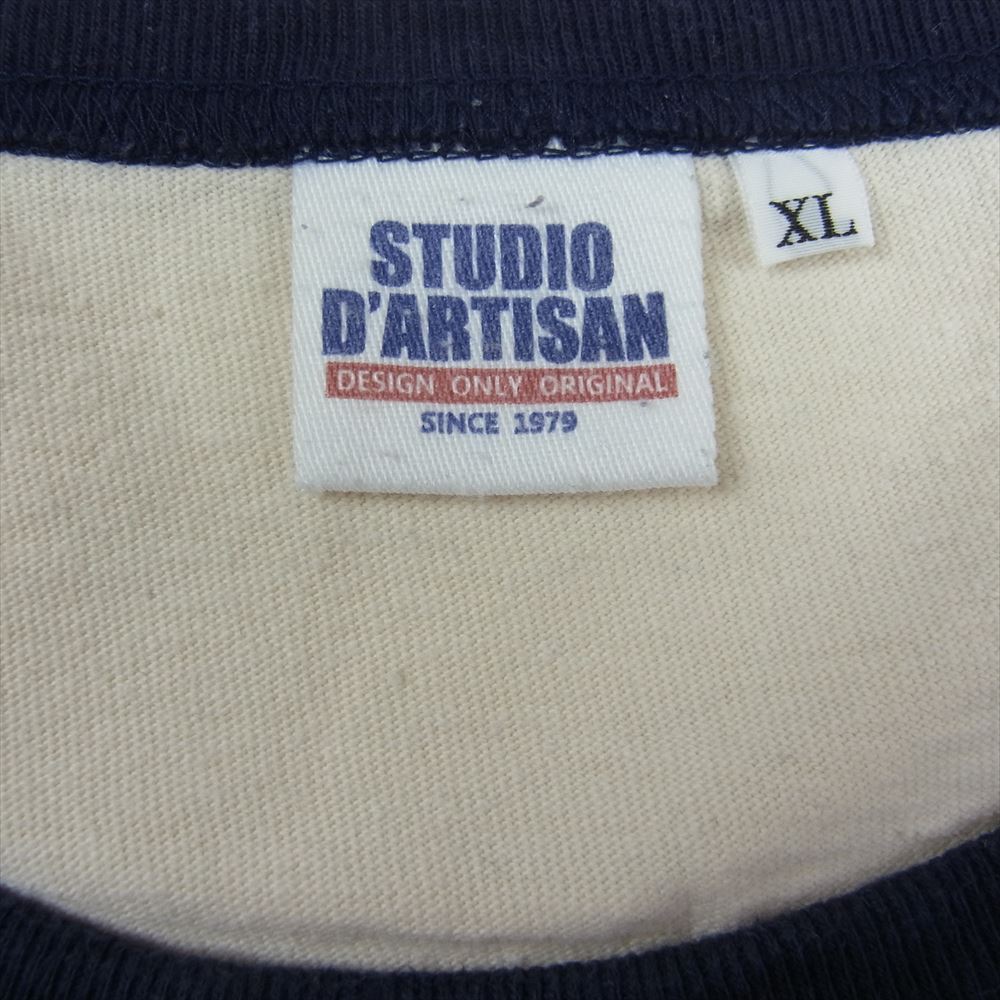 STUDIO
D'ARTISAN
DESIGN ONLY ORIGINAL
SINCE 1979
XL